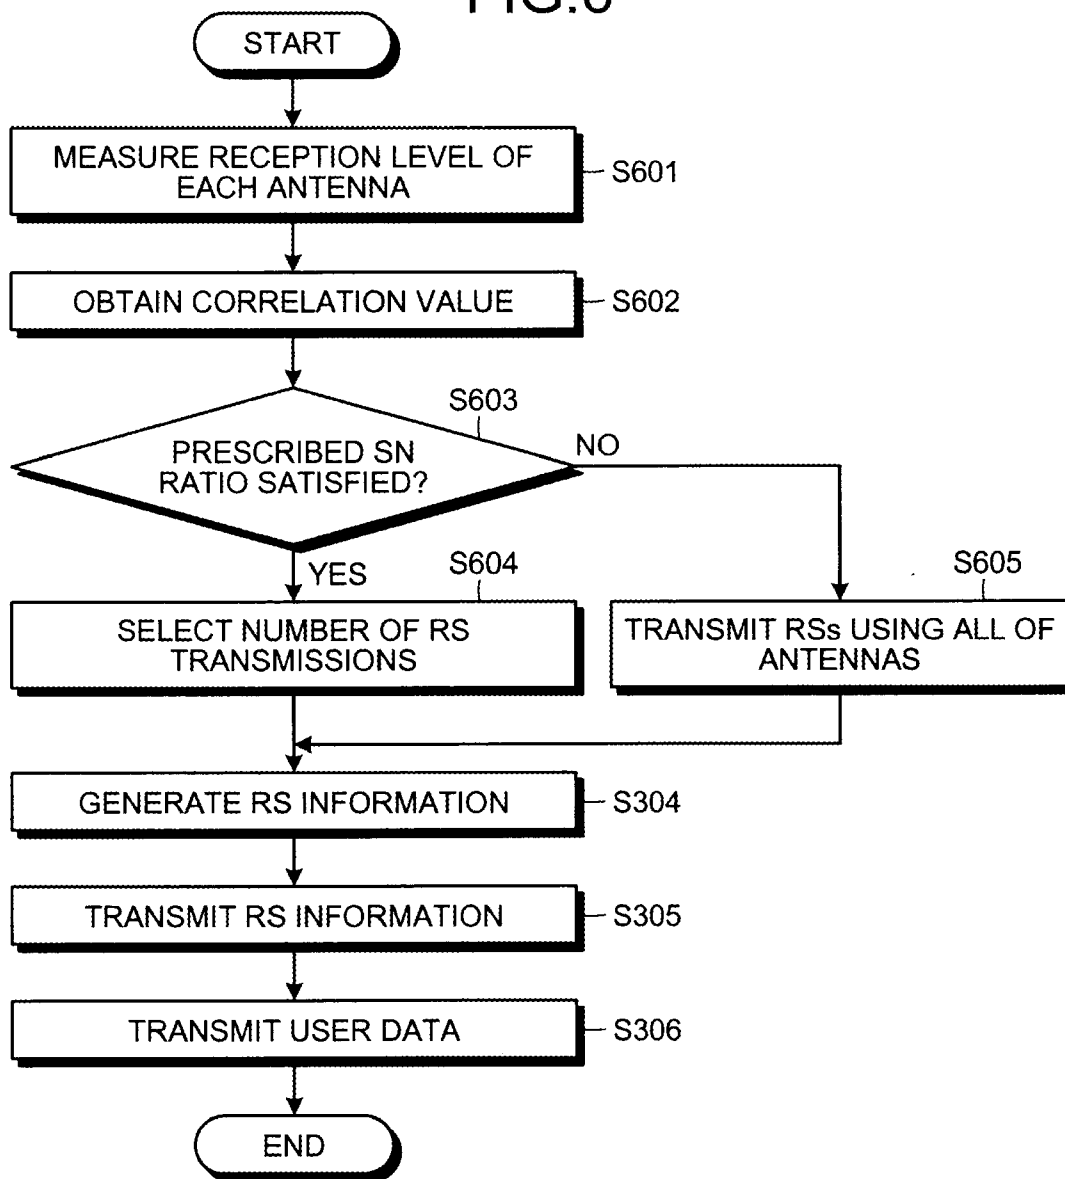 FIG.6
START
MEASURE RECEPTION LEVEL OF
EACH ANTENNA
S601
OBTAIN CORRELATION VALUE
S602
S603
PRESCRIBED SN
RATIO SATISFIED?
NO
YES
S604
SELECT NUMBER OF RS
TRANSMISSIONS
S605
TRANSMIT RSs USING ALL OF
ANTENNAS
GENERATE RS INFORMATION
S304
TRANSMIT RS INFORMATION
S305
TRANSMIT USER DATA
S306
END